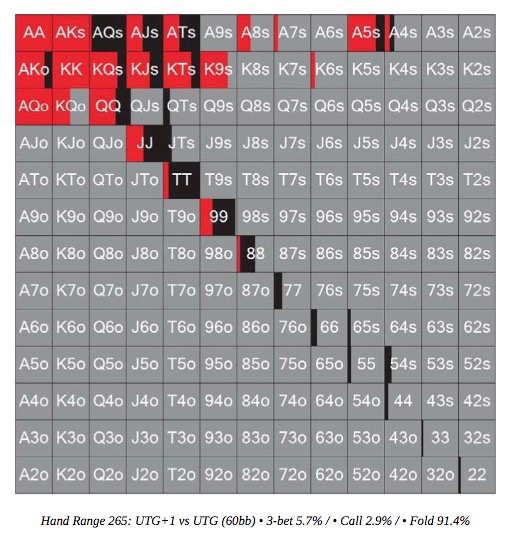 AA AKs AQs AJs ATs A9s A8s A7s A6s A5s A4s A3s A2s
AKo KK KQs KJs KTs K9s K8s K7s K6s K5s K4s K3s K2s
AQo KQo QQ QJs QTs Q9s Q8s Q7s Q6s Q5s Q4s Q3s Q2s
AJo KJo QJo JJ JTs J9s J8s J7s J6s J5s J4s J3s J2s
ATo KTo QTo JTo TT T9s T8s T7s T6s T5s T4s T3s T2s
A9o K9o Q9o J9o T9o 99 98s 97s 96s 95s 94s 93s 92s
A8o K8o Q8o J8o T8o 98o 88 87s 86s 85s 84s 83s 82s
A7o K7o Q7o J7o T7o 97o 87o 77 76s 75s 74s 73s 72s
A6o K6o Q6o J6o T6o 96o 86o 76o 66 65s 64s 63s 62s
A5o K5o Q5o J5o T5o 95o 85o 75o 65o 55 54s 53s 52s
A4o K4o Q4o J4o T4o 94o 84o 74o 64o 54o 44 43s 42s
A3o K3o Q3o J3o T3o 93o 83o 73o 63o 53o 43o 33 32s
A2o K2o Q2o J2o T2o 92o 82o 72o 62o 52o 42o 32o 22
Hand Range 265: UTG+1 vs UTG (60bb) • 3-bet 5.7% / • Call 2.9% / • Fold 91.4%